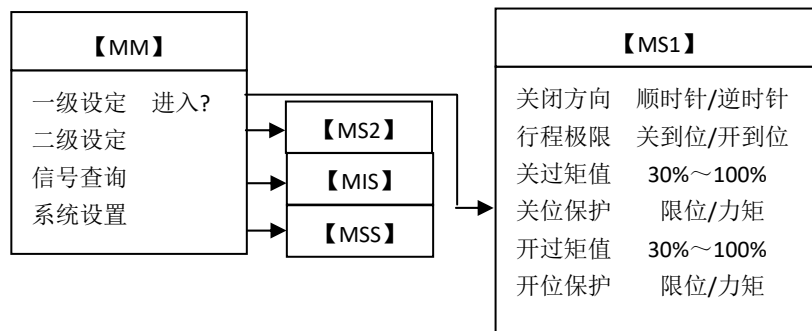 【MM】
一级设定 进入?
二级设定
信号查询
系统设置
【MS2】
【MIS】
【MSS】
【MS1】
关闭方向 顺时针/逆时针
行程极限 关到位/开到位
关过矩值 30%～100%
关位保护 限位/力矩
开过矩值 30%～100%
开位保护 限位/力矩